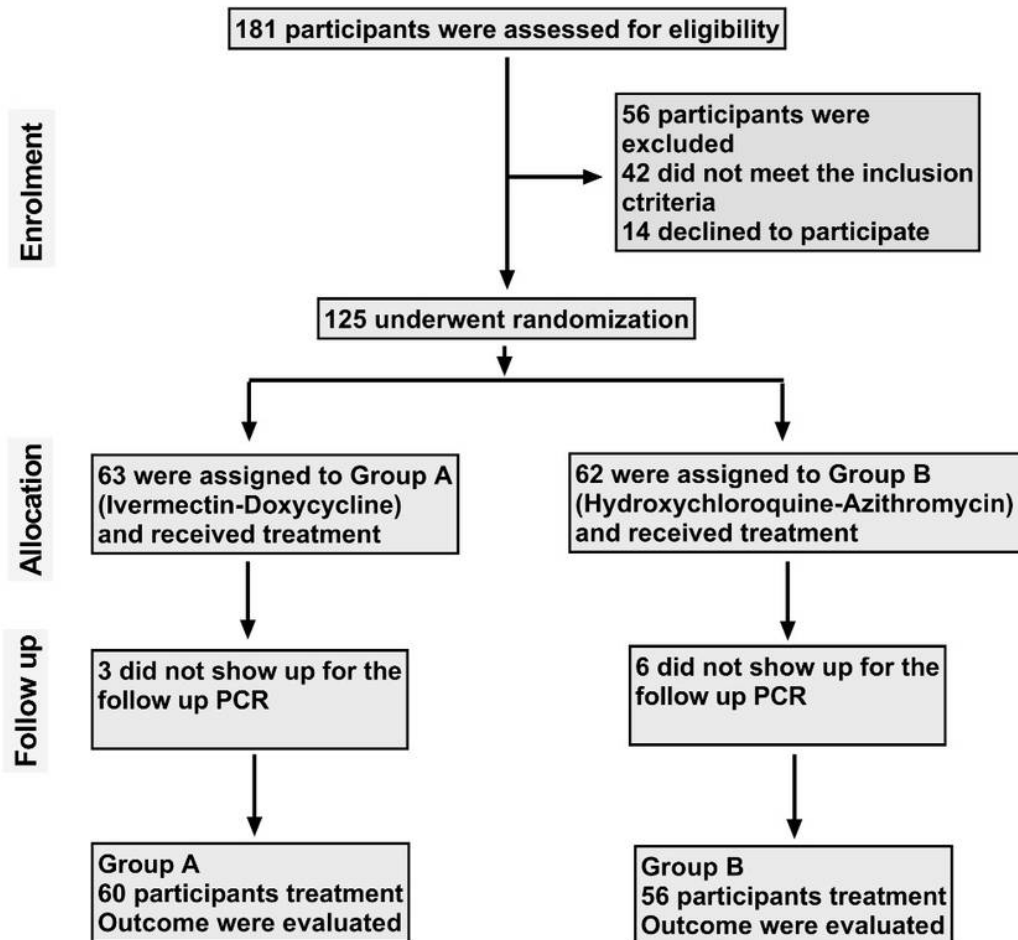 181 participants were assessed for eligibility
Enrolment
56 participants were
excluded
42 did not meet the inclusion
ctriteria
14 declined to participate
125 underwent randomization
Allocation
63 were assigned to Group A
(Ivermectin-Doxycycline)
and received treatment
62 were assigned to Group B
(Hydroxychloroquine-Azithromycin)
and received treatment
Follow up
3 did not show up for the
follow up PCR
6 did not show up for the
follow up PCR
Group A
60 participants treatment
Outcome were evaluated
Group B
56 participants treatment
Outcome were evaluated